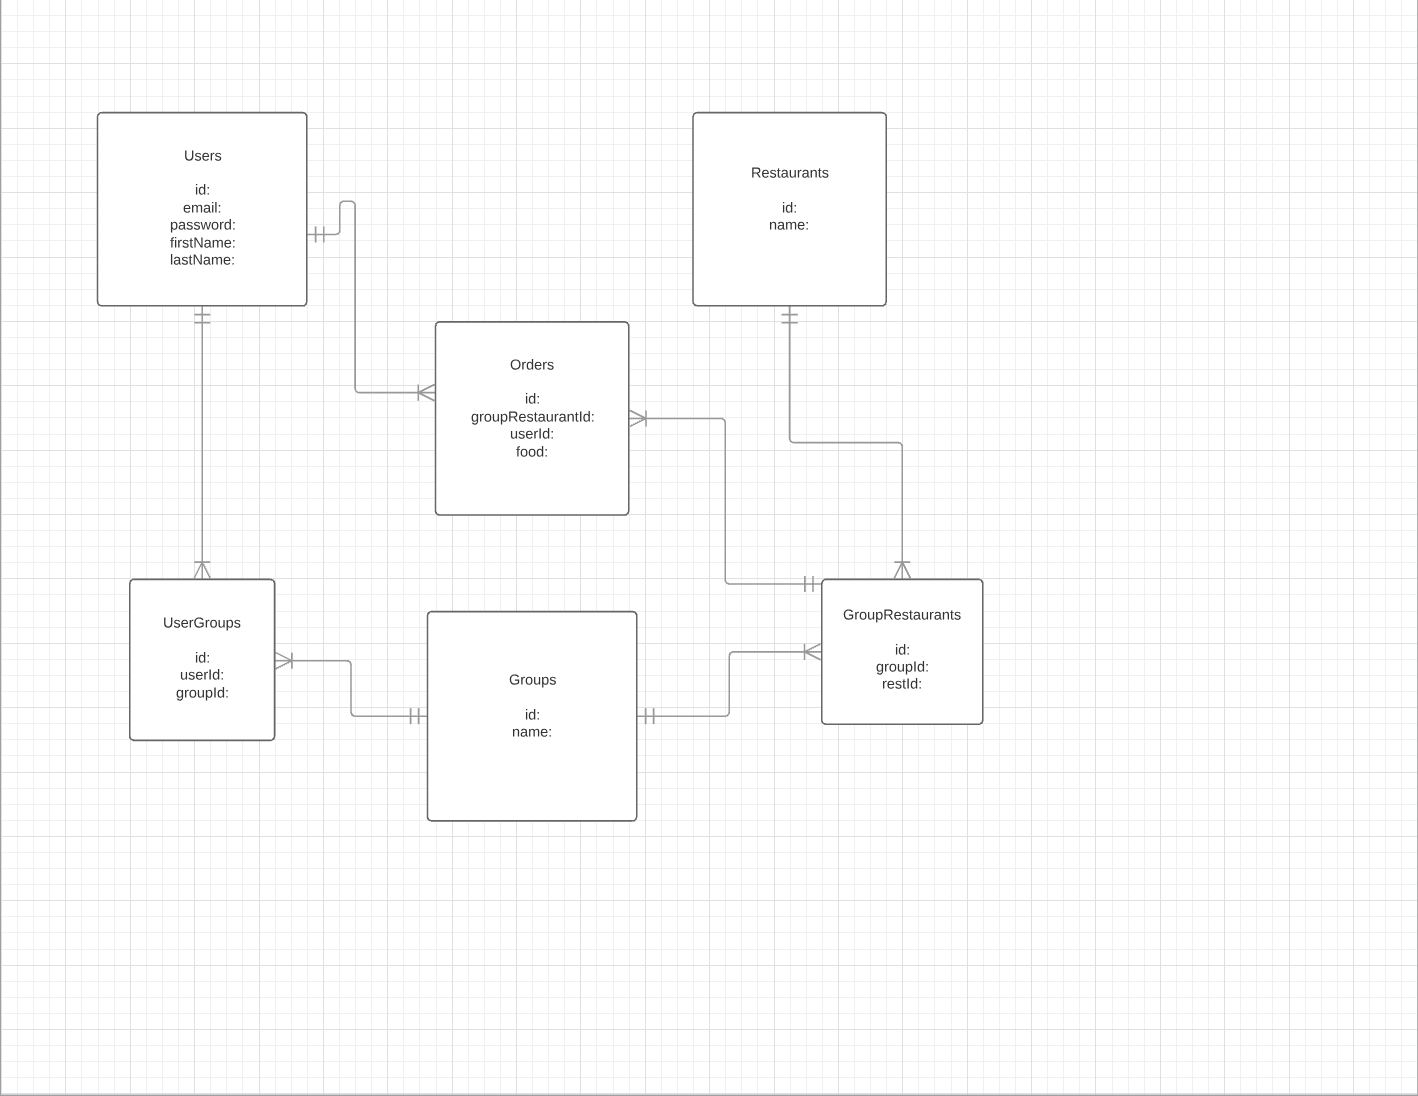 Users
id:
email:
password:
firstName:
lastName:
Restaurants
id:
name:
Orders
id:
groupRestaurantId:
userId:
food:
UserGroups
id:
userId:
groupId:
Groups
id:
name:
GroupRestaurants
id:
groupId:
restId: